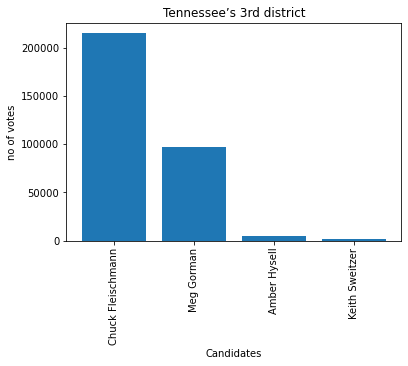 Tennessee’s 3rd district
no of votes
200000
150000
100000
50000
0
Chuck Fleischmann
Meg Gorman
Amber Hysell
Keith Sweitzer
Candidates